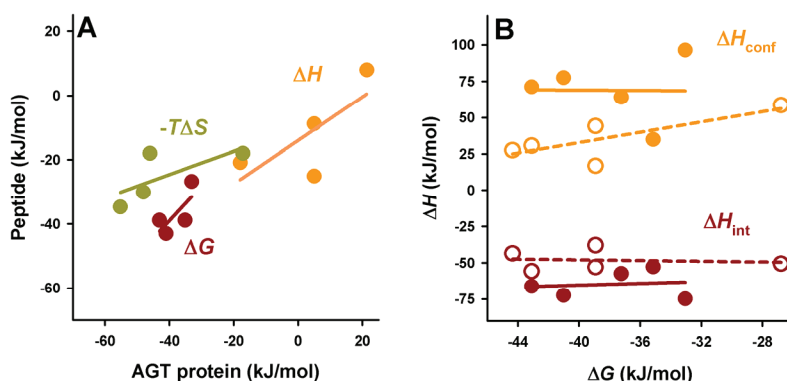 A
20
0
-20
-40
-60
Peptide (kJ/mol)
ΔH
-TΔS
ΔG
-60 -40 -20 0 20
AGT protein (kJ/mol)
B
100
75
50
25
0
-25
-50
-75
ΔH (kJ/mol)
ΔHconf
ΔHint
-44 -40 -36 -32 -28
ΔG (kJ/mol)